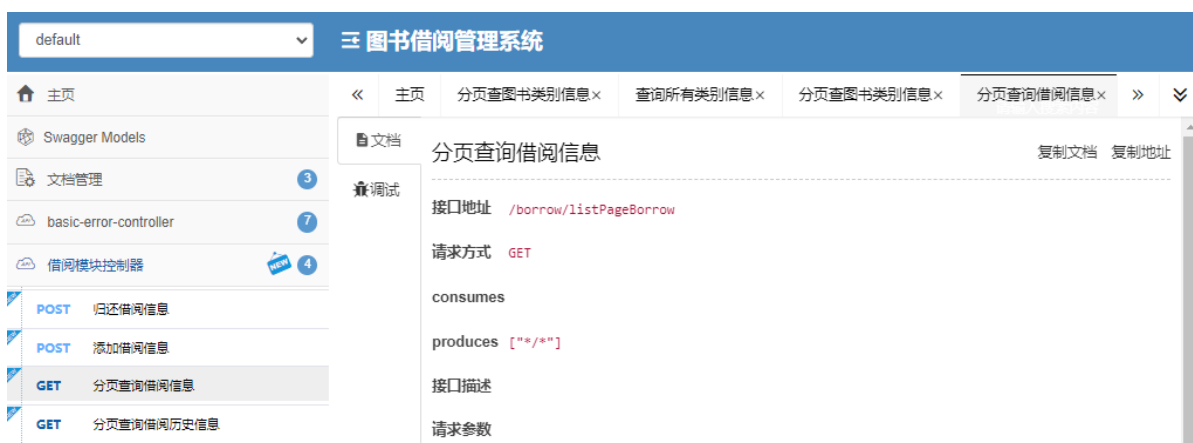 default
图书借阅管理系统
主页
Swagger Models
文档管理 3
basic-error-controller 7
借阅模块控制器 NEW 4
POST 归还借阅信息
POST 添加借阅信息
GET 分页查询借阅信息
GET 分页查询借阅历史信息
« 主页 分页查图书类别信息× 查询所有类别信息× 分页查图书类别信息× 分页查询借阅信息× »
文档
调试
分页查询借阅信息 复制文档 复制地址
接口地址 /borrow/listPageBorrow
请求方式 GET
consumes
produces ["*/*"]
接口描述
请求参数